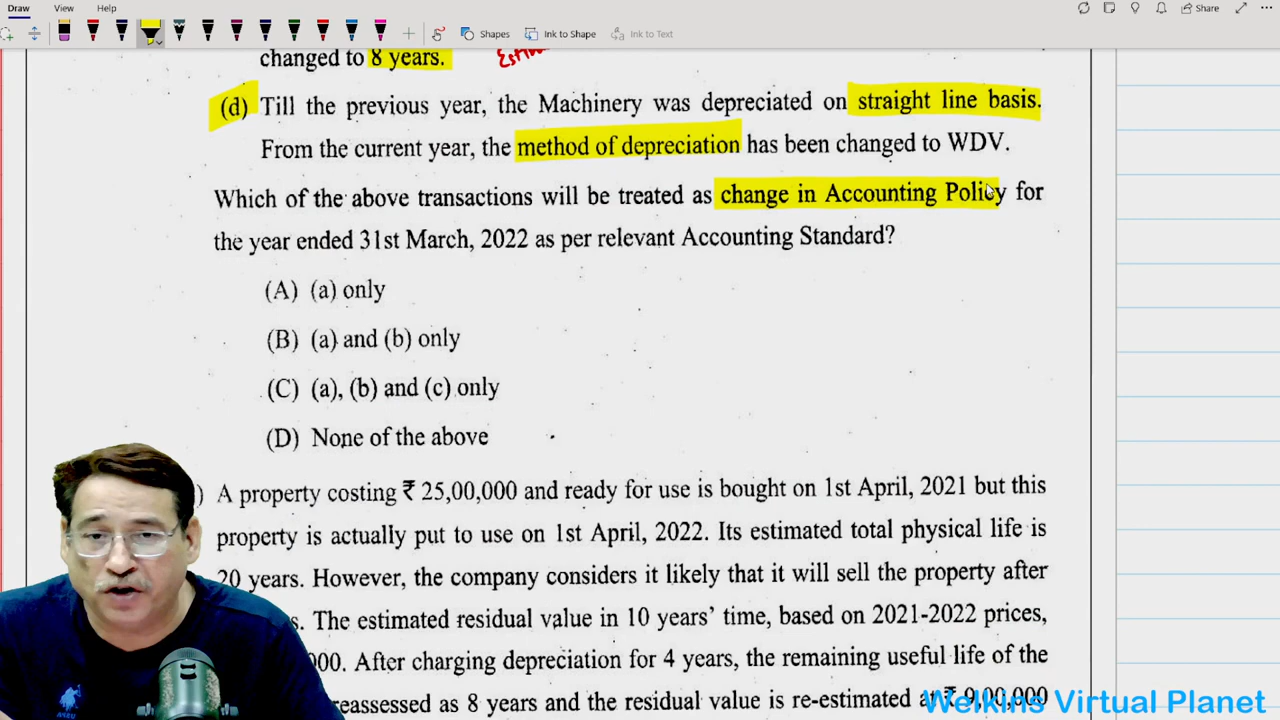 Draw View Help
Share
Shapes Ink to Shape Ink to Text
changed to 8 years.
(d) Till the previous year, the Machinery was depreciated on straight line basis.
From the current year, the method of depreciation has been changed to WDV.
Which of the above transactions will be treated as change in Accounting Policy for
the year ended 31st March, 2022 as per relevant Accounting Standard?
(A) (a) only
(B) (a) and (b) only
(C) (a), (b) and (c) only
(D) None of the above
) A property costing ₹ 25,00,000 and ready for use is bought on 1st April, 2021 but this
property is actually put to use on 1st April, 2022. Its estimated total physical life is
20 years. However, the company considers it likely that it will sell the property after
s. The estimated residual value in 10 years' time, based on 2021-2022 prices,
000. After charging depreciation for 4 years, the remaining useful life of the
reassessed as 8 years and the residual value is re-estimated at ₹ 9,00,000
Welkins Virtual Planet